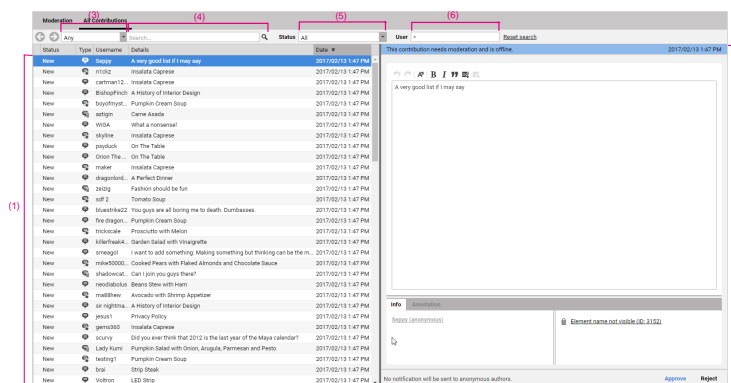 (3) (4) (5) (6)
Moderation All Contributions
Any Search... Status All User * Reset search
Status Type Username Details Date
This contribution needs moderation and is offline. 2017/02/13 1:47 PM
New Seppy A very good list if I may say 2017/02/13 1:47 PM
New n1ckz Insalata Caprese 2017/02/13 1:47 PM
New cartman12... Insalata Caprese 2017/02/13 1:47 PM
New BishopFinch A History of Interior Design 2017/02/13 1:47 PM
New boyofmyst... Pumpkin Cream Soup 2017/02/13 1:47 PM
New aztigin Carne Asada 2017/02/13 1:47 PM
New WiGA What a nonsense! 2017/02/13 1:47 PM
New skyline Insalata Caprese 2017/02/13 1:47 PM
New psyduck On The Table 2017/02/13 1:47 PM
New Orion The ... On The Table 2017/02/13 1:47 PM
New maker Insalata Caprese 2017/02/13 1:47 PM
New dragonlord... A Perfect Dinner 2017/02/13 1:47 PM
New zeizig Fashion should be fun 2017/02/13 1:47 PM
New sdf 2 Tomato Soup 2017/02/13 1:47 PM
New bluestrike22 You guys are all boring me to death. Dumbasses. 2017/02/13 1:47 PM
New fire dragon... Pumpkin Cream Soup 2017/02/13 1:47 PM
New trickscale Prosciutto with Melon 2017/02/13 1:47 PM
New killerfreakA... Garden Salad with Vinaigrette 2017/02/13 1:47 PM
New smeagol I want to add something: Making something but thinking can be the m... 2017/02/13 1:47 PM
New mike50000... Cooked Pears with Flaked Almonds and Chocolate Sauce 2017/02/13 1:47 PM
New shadowcat... Can I join you guys there? 2017/02/13 1:47 PM
New neodiabolus Beans Stew with Ham 2017/02/13 1:47 PM
New ma88hew Avocado with Shrimp Appetizer 2017/02/13 1:47 PM
New sir nightma... A History of Interior Design 2017/02/13 1:47 PM
New jesus1 Privacy Policy 2017/02/13 1:47 PM
New gems360 Insalata Caprese 2017/02/13 1:47 PM
New scurvy Did you ever think that 2012 is the last year of the Maya calendar? 2017/02/13 1:47 PM
New Lady Kumi Pumpkin Salad with Onion, Arugula, Parmesan and Pesto 2017/02/13 1:47 PM
New testing1 Pumpkin Cream Soup 2017/02/13 1:47 PM
New brai Strip Steak 2017/02/13 1:47 PM
New Voltron LED Strip 2017/02/13 1:47 PM
(1)
B I
A very good list if I may say
Info Annotation
Seppy (anonymous)
Element name not visible (ID: 3152)
No notification will be sent to anonymous authors. Approve Reject